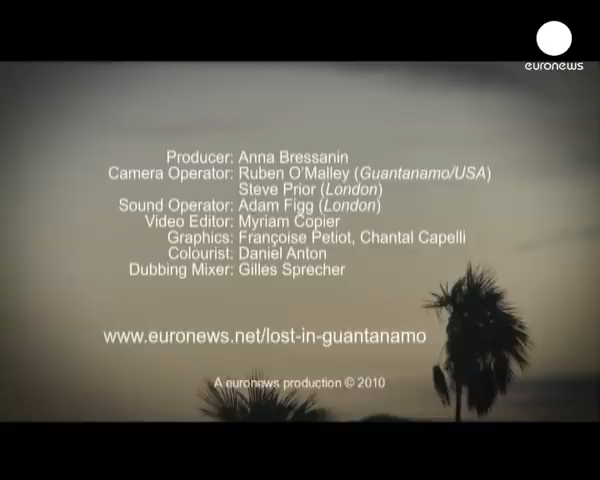 euronews
Producer: Anna Bressanin
Camera Operator: Ruben O'Malley (Guantanamo/USA)
Steve Prior (London)
Sound Operator: Adam Figg (London)
Video Editor: Myriam Copier
Graphics: Françoise Petiot, Chantal Capelli
Colourist: Daniel Anton
Dubbing Mixer: Gilles Sprecher
www.euronews.net/lost-in-guantanamo
A euronews production © 2010